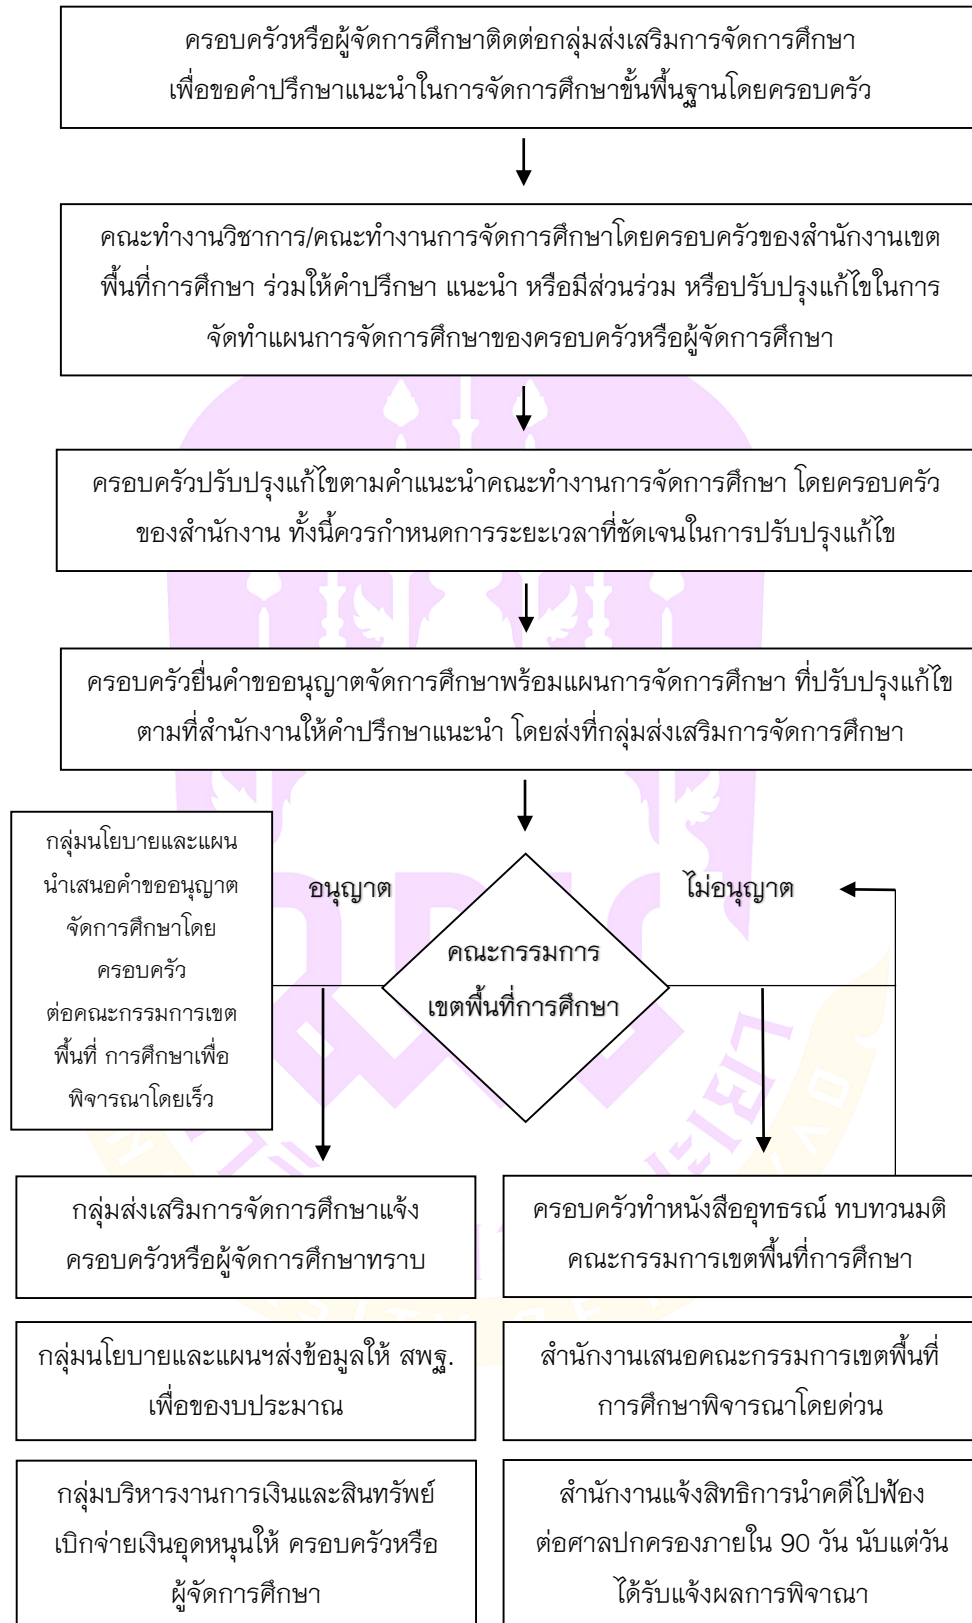 ครอบครัวหรือผู้จัดการศึกษาติดต่อกลุ่มส่งเสริมการจัดการศึกษา
เพื่อขอคำปรึกษาแนะนำในการจัดการศึกษาขั้นพื้นฐานโดยครอบครัว
คณะทำงานวิชาการ/คณะทำงานการจัดการศึกษาโดยครอบครัวของสำนักงานเขต
พื้นที่การศึกษา ร่วมให้คำปรึกษา แนะนำ หรือมีส่วนร่วม หรือปรับปรุงแก้ไขในการ
จัดทำแผนการจัดการศึกษาของครอบครัวหรือผู้จัดการศึกษา
ครอบครัวปรับปรุงแก้ไขตามคำแนะนำคณะทำงานการจัดการศึกษา โดยครอบครัว
ของสำนักงาน ทั้งนี้ควรกำหนดการระยะเวลาที่ชัดเจนในการปรับปรุงแก้ไข
ครอบครัวยื่นคำขออนุญาตจัดการศึกษาพร้อมแผนการจัดการศึกษา ที่ปรับปรุงแก้ไข
ตามที่สำนักงานให้คำปรึกษาแนะนำ โดยส่งที่กลุ่มส่งเสริมการจัดการศึกษา
กลุ่มนโยบายและแผน
นำเสนอคำขออนุญาต
จัดการศึกษาโดย
ครอบครัว
ต่อคณะกรรมการเขต
พื้นที่ การศึกษาเพื่อ
พิจารณาโดยเร็ว
อนุญาต
คณะกรรมการ
เขตพื้นที่การศึกษา
ไม่อนุญาต
กลุ่มส่งเสริมการจัดการศึกษาแจ้ง
ครอบครัวหรือผู้จัดการศึกษาทราบ
ครอบครัวทำหนังสืออุทธรณ์ ทบทวนมติ
คณะกรรมการเขตพื้นที่การศึกษา
กลุ่มนโยบายและแผนฯส่งข้อมูลให้ สพฐ.
เพื่อของบประมาณ
สำนักงานเสนอคณะกรรมการเขตพื้นที่
การศึกษาพิจารณาโดยด่วน
กลุ่มบริหารงานการเงินและสินทรัพย์
เบิกจ่ายเงินอุดหนุนให้ ครอบครัวหรือ
ผู้จัดการศึกษา
สำนักงานแจ้งสิทธิการนำคดีไปฟ้อง
ต่อศาลปกครองภายใน 90 วัน นับแต่วัน
ได้รับแจ้งผลการพิจาณา